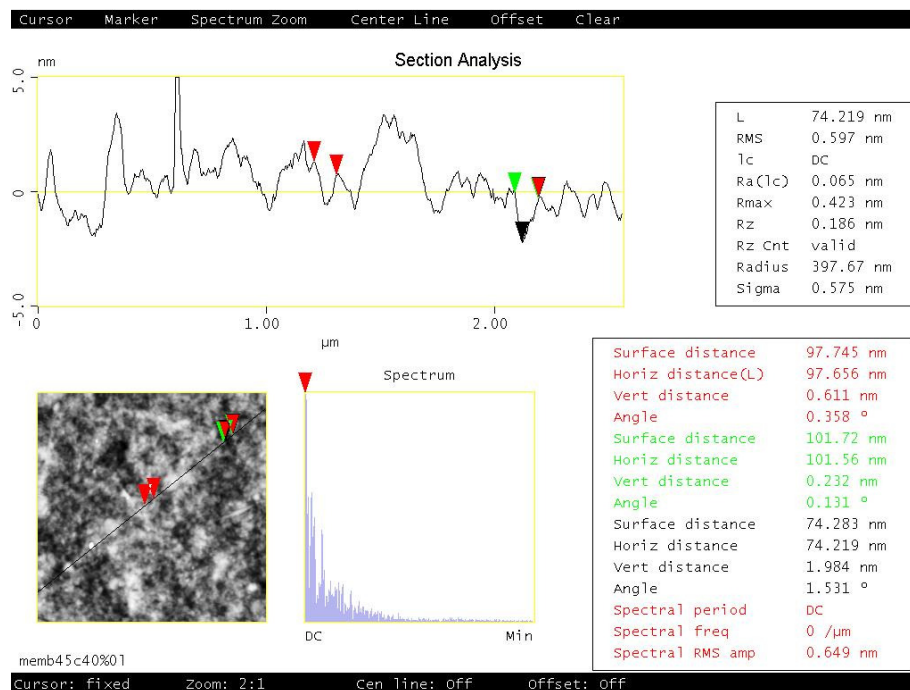 Cursor Marker Spectrum Zoom Center Line Offset Clear
Section Analysis
nm
5.0
0
-5.0
0 1.00 2.00
µm
L 74.219 nm
RMS 0.597 nm
lc DC
Ra(lc) 0.065 nm
Rmax 0.423 nm
Rz 0.186 nm
Rz Cnt valid
Radius 397.67 nm
Sigma 0.575 nm
Surface distance 97.745 nm
Horiz distance(L) 97.656 nm
Vert distance 0.611 nm
Angle 0.358 °
Surface distance 101.72 nm
Horiz distance 101.56 nm
Vert distance 0.232 nm
Angle 0.131 °
Surface distance 74.283 nm
Horiz distance 74.219 nm
Vert distance 1.984 nm
Angle 1.531 °
Spectral period DC
Spectral freq 0 /µm
Spectral RMS amp 0.649 nm
Spectrum
DC Min
memb45c40%01
Cursor: fixed Zoom: 2:1 Cen line: Off Offset: Off